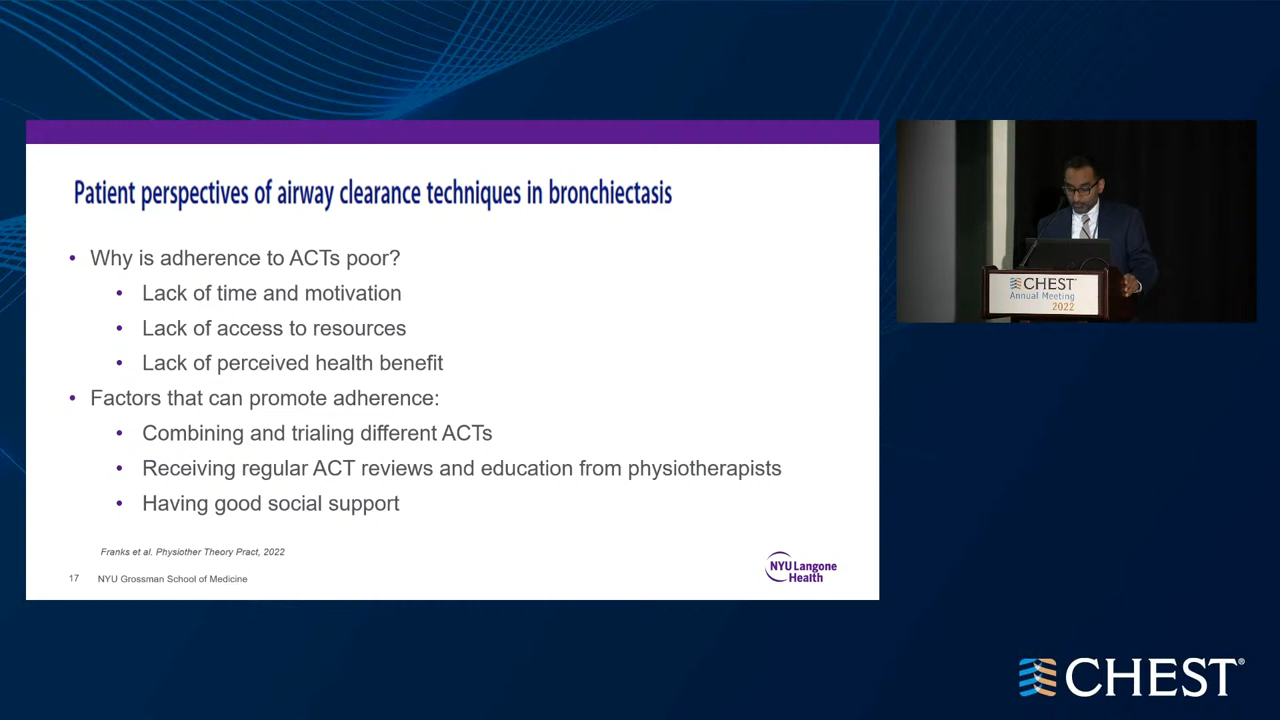 Patient perspectives of airway clearance techniques in bronchiectasis
• Why is adherence to ACTs poor?
• Lack of time and motivation
• Lack of access to resources
• Lack of perceived health benefit
• Factors that can promote adherence:
• Combining and trialing different ACTs
• Receiving regular ACT reviews and education from physiotherapists
• Having good social support
Franks et al. Physiother Theory Pract, 2022
17 NYU Grossman School of Medicine
NYU Langone
Health
CHEST
Annual Meeting
2022
CHEST®